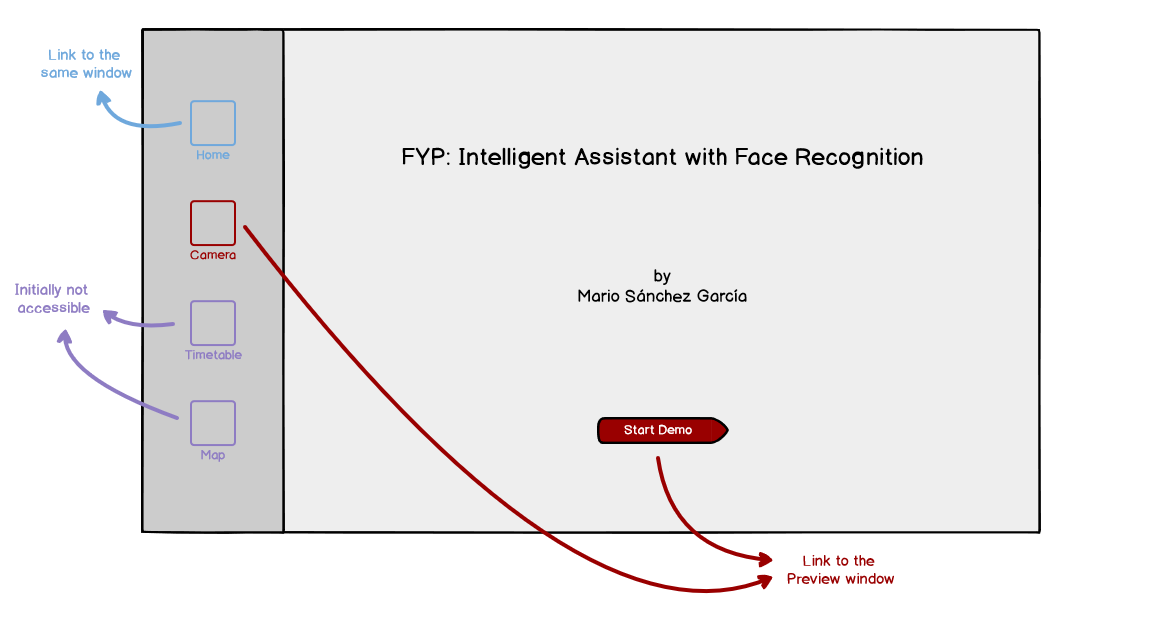 Link to the
same window
Home
FYP: Intelligent Assistant with Face Recognition
Camera
by
Mario Sánchez García
Initially not
accessible
Timetable
Map
Start Demo
Link to the
Preview window